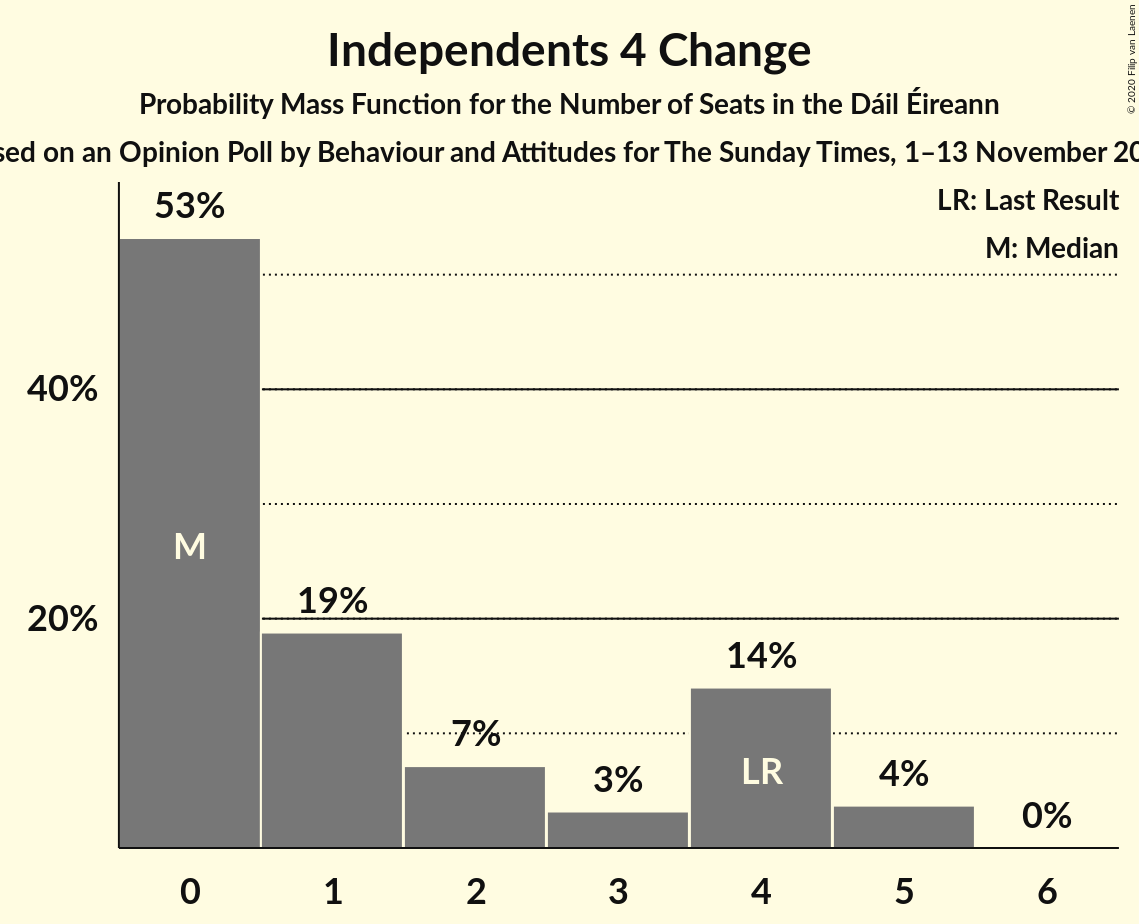 Independents 4 Change
Probability Mass Function for the Number of Seats in the Dáil Éireann
on an Opinion Poll by Behaviour and Attitudes for The Sunday Times, 1–13 November
© 2020 Filip van Laenen
LR: Last Result
M: Median
53%
40%
M
19%
20%
14%
7%
LR
3%
4%
0%
0 1 2 3 4 5 6